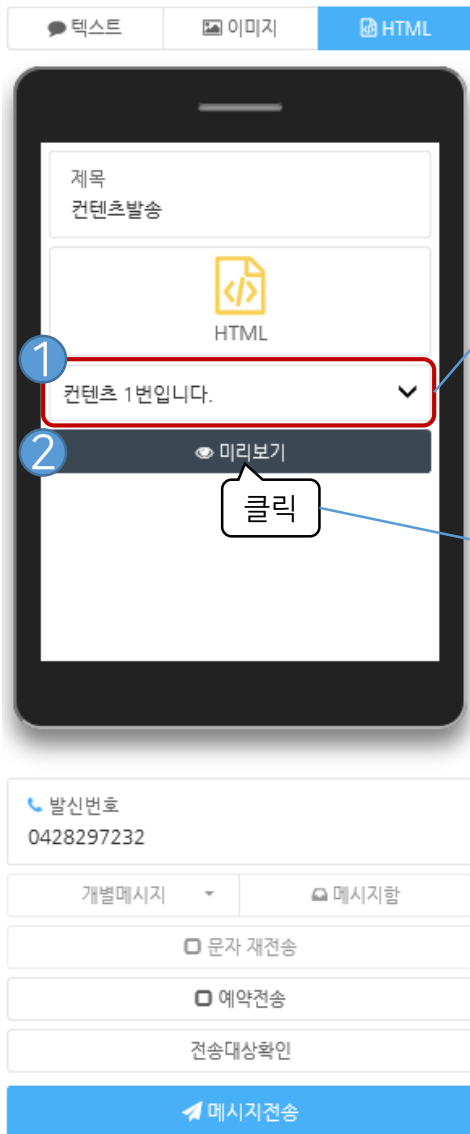 텍스트 이미지 HTML
제목
컨텐츠발송
HTML
1
컨텐츠 1번입니다.
2 미리보기
클릭
발신번호
0428297232
개별메시지 메시지함
문자 재전송
예약전송
전송대상확인
메시지전송